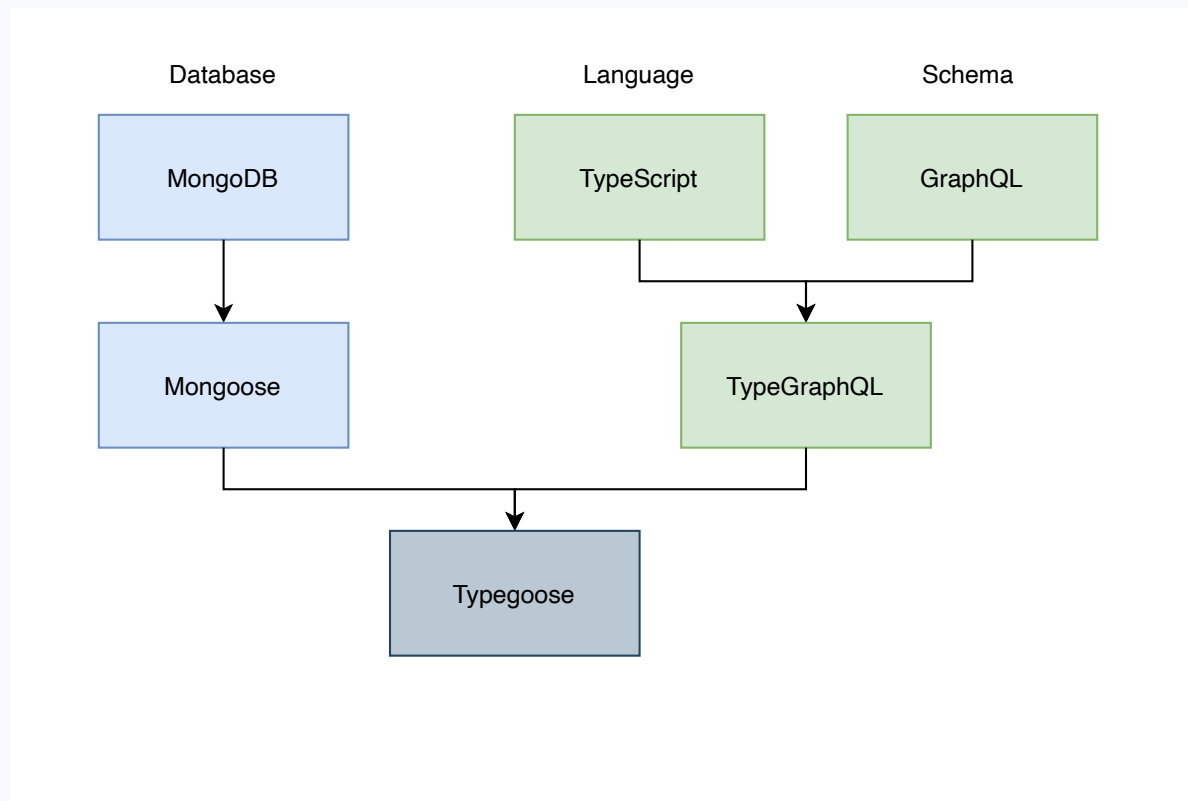 Database
Language
Schema
MongoDB
TypeScript
GraphQL
Mongoose
TypeGraphQL
Typegoose